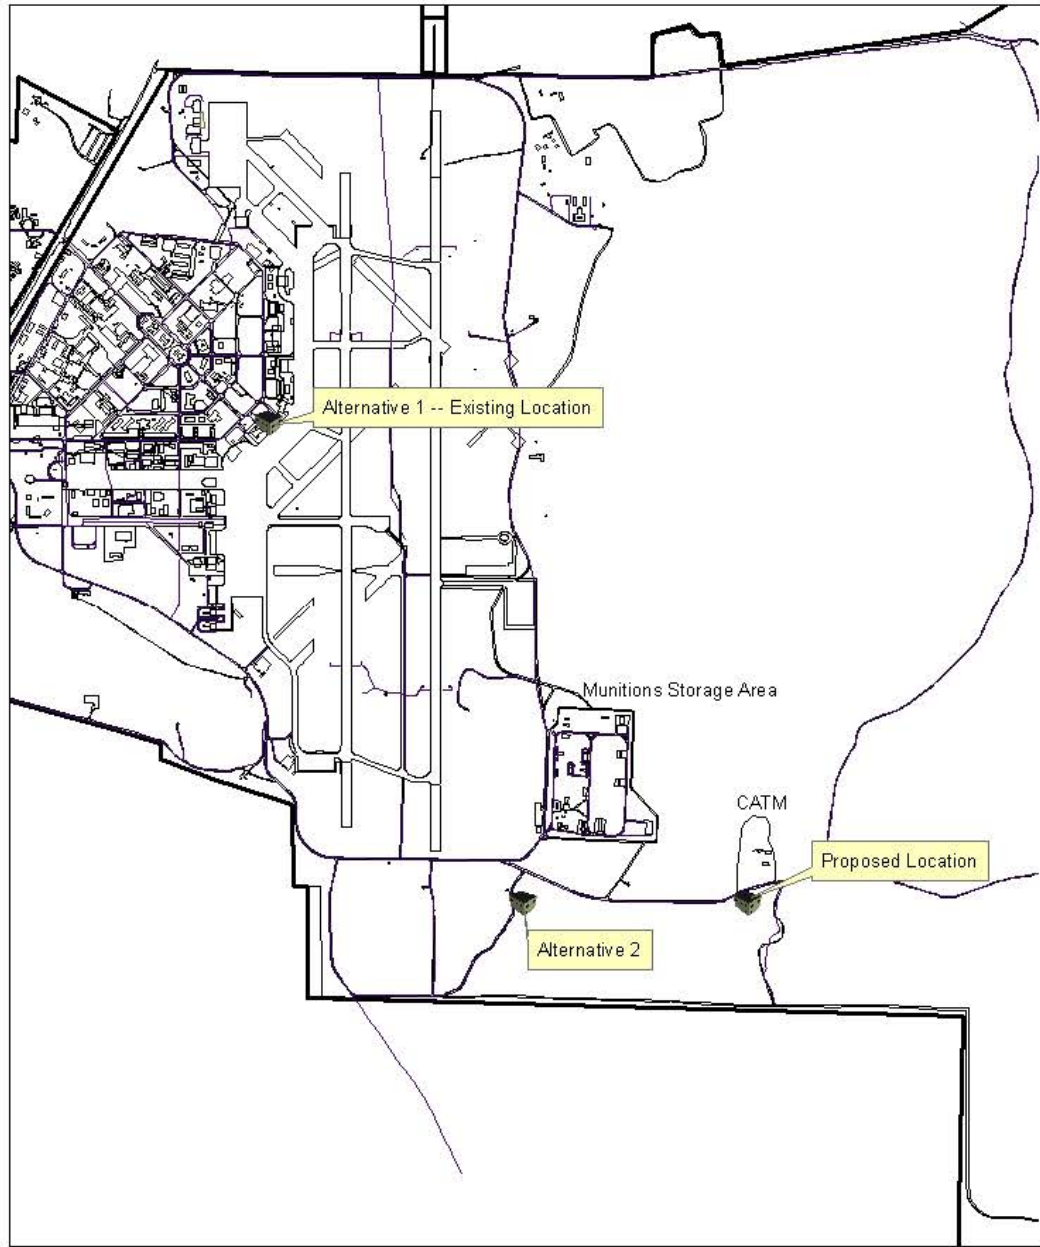 Alternative 1 -- Existing Location
Munitions Storage Area
CATM
Proposed Location
Alternative 2